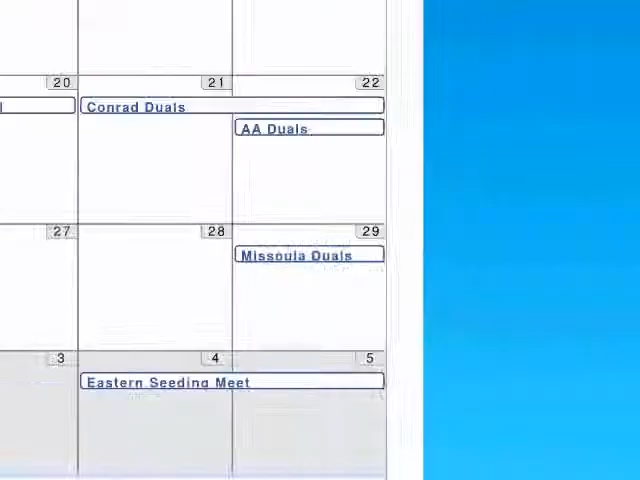 20 21 22
Conrad Duals
AA Duals
27 28 29
Missoula Duals
3 4 5
Eastern Seeding Meet